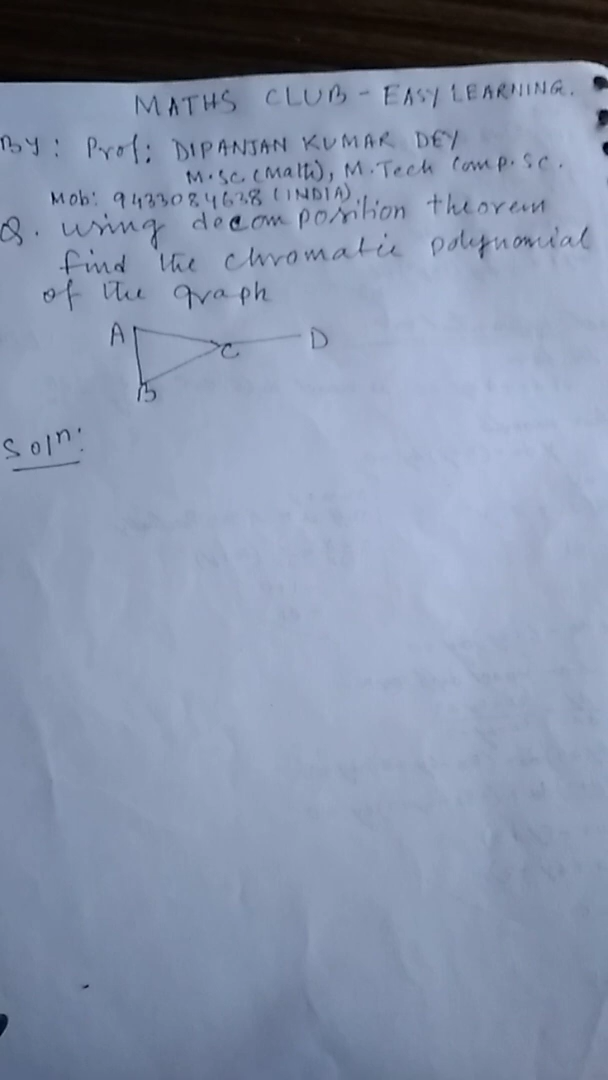 MATHS CLUB - EASY LEARNING.
By: Prof: DIPANJAN KUMAR DEY
M.Sc. (Math), M.Tech Comp.Sc.
Mob: 9433084638 (INDIA).
Q. Using decomposition theorem
find the chromatic polynomial
of the graph
A
C
D
B
Soln: